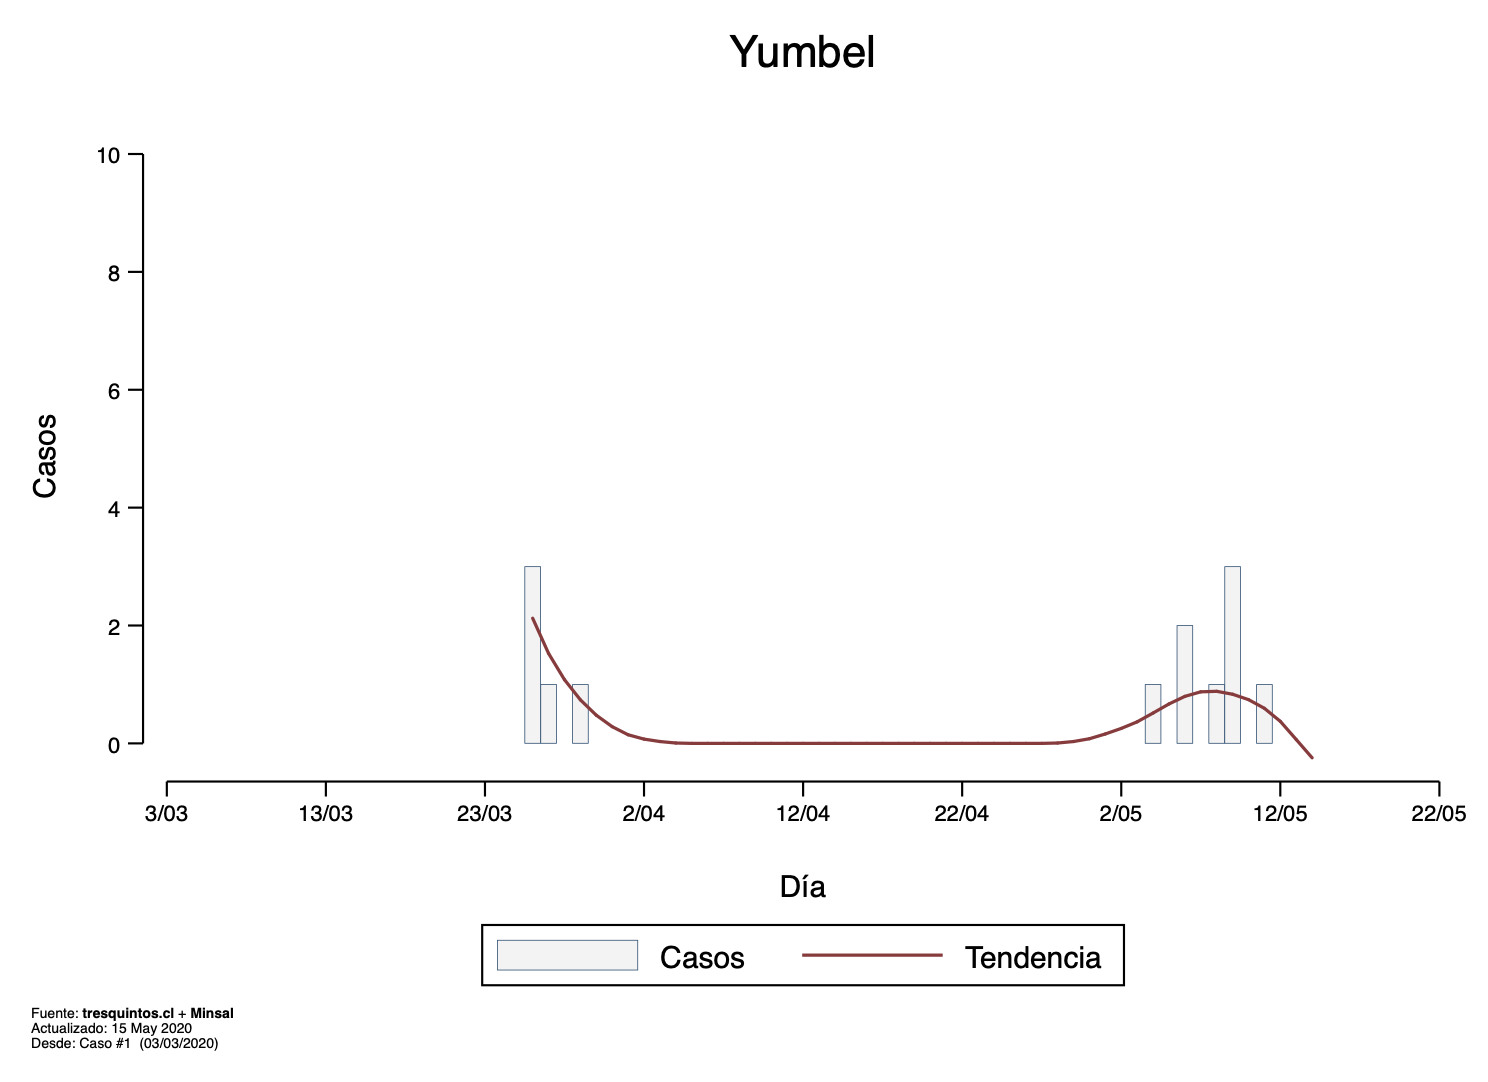 Yumbel
10
8
6
4
2
0
Casos
3/03 13/03 23/03 2/04 12/04 22/04 2/05 12/05 22/05
Día
Casos Tendencia
Fuente: tresquintos.cl + Minsal
Actualizado: 15 May 2020
Desde: Caso #1 (03/03/2020)